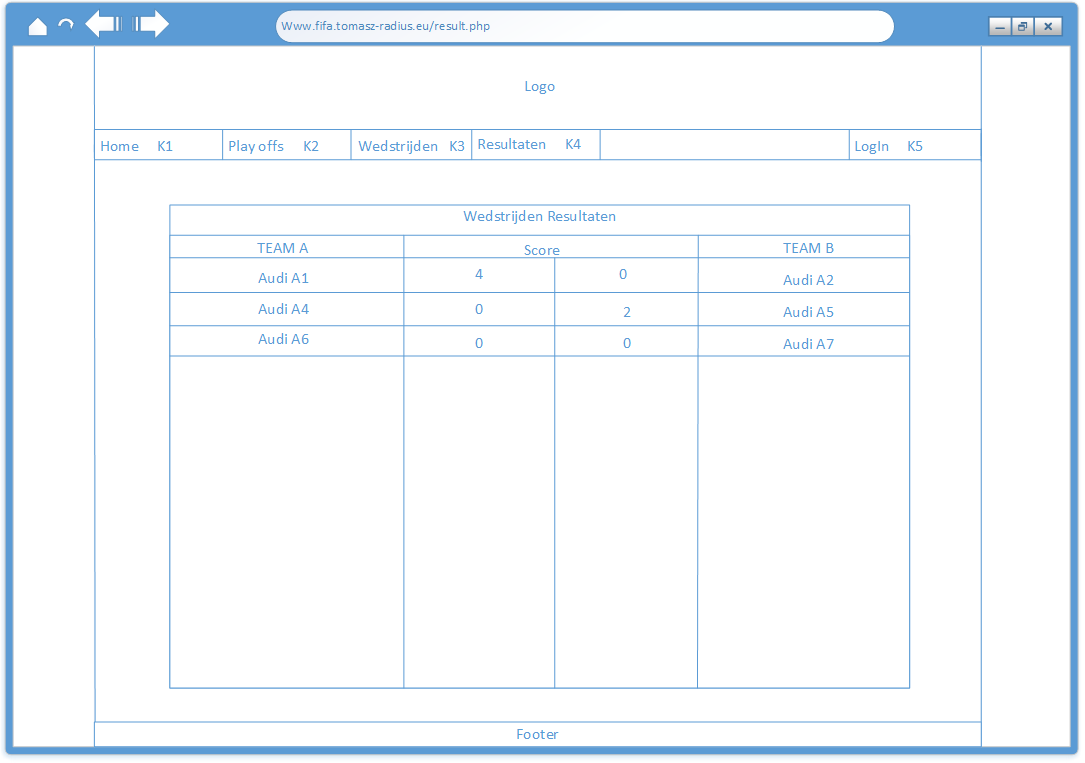 Www.fifa.tomasz-radius.eu/result.php
Logo
Home K1 Play offs K2 Wedstrijden K3 Resultaten K4 LogIn K5
Wedstrijden Resultaten
TEAM A Score TEAM B
Audi A1 4 0 Audi A2
Audi A4 0 2 Audi A5
Audi A6 0 0 Audi A7
Footer